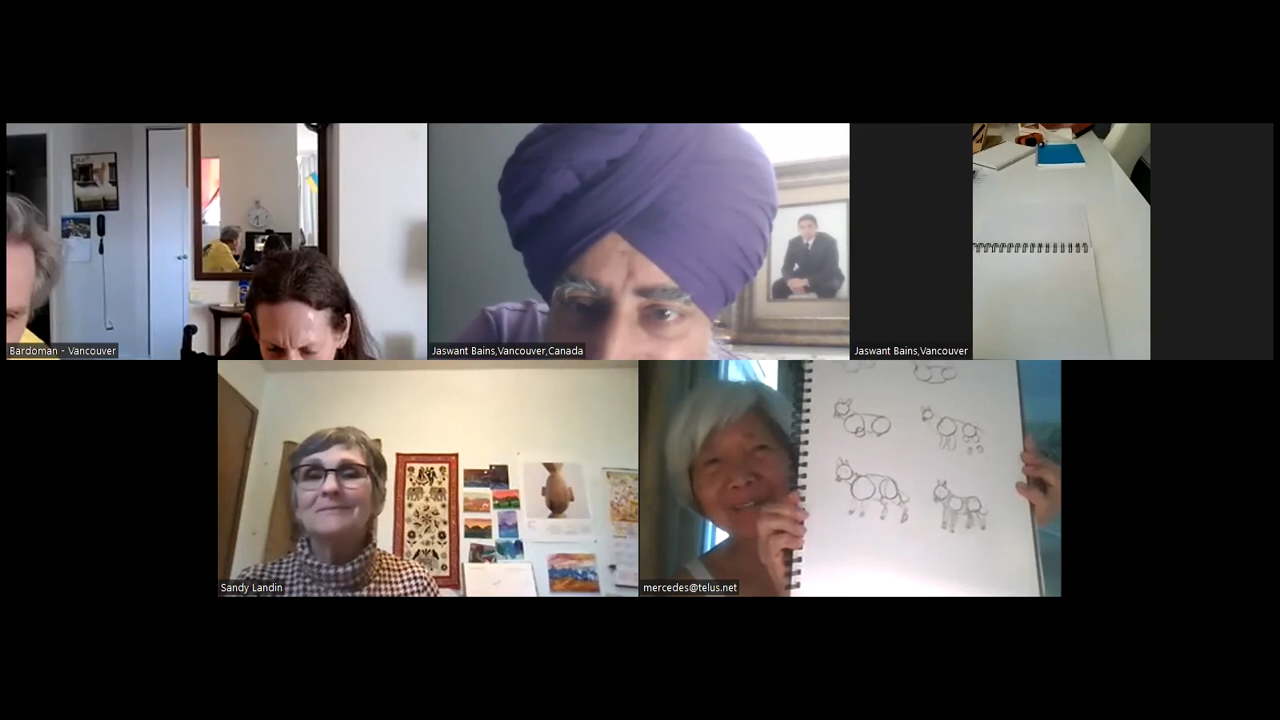 Bardoman - Vancouver
Jaswant Bains,Vancouver,Canada
Jaswant Bains,Vancouver
Sandy Landin
mercedes@telus.net